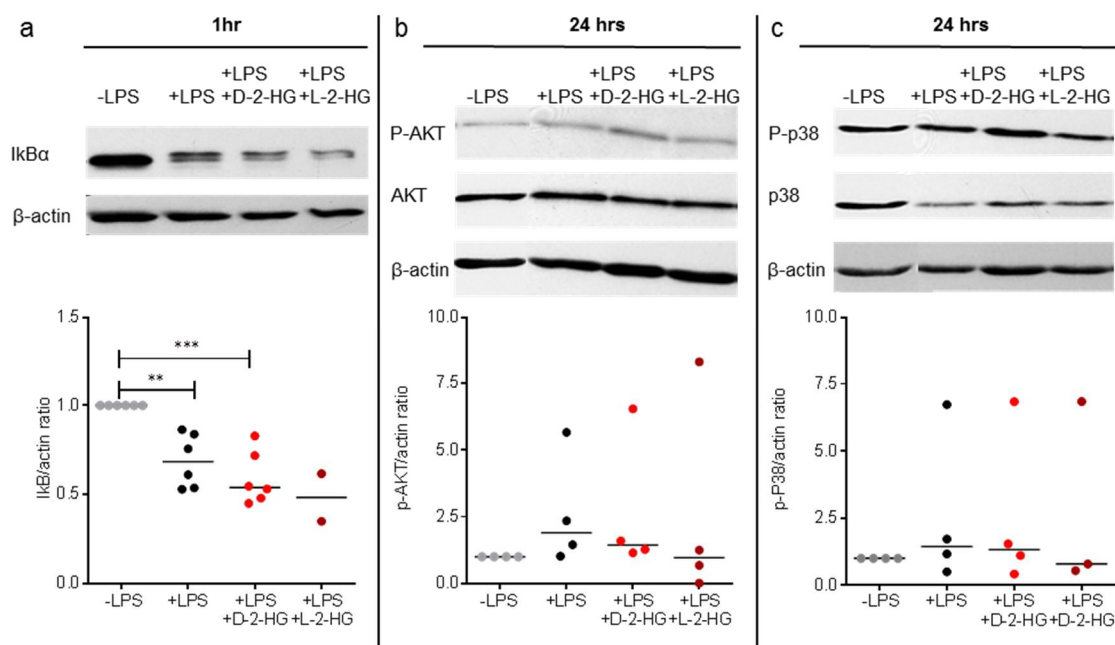 a
1hr
-LPS
+LPS
+LPS
+D-2-HG
+LPS
+L-2-HG
IkBα
β-actin
1.5
1.0
0.5
0.0
IkB/actin ratio
***
**
-LPS
+LPS
+LPS
+D-2-HG
+LPS
+L-2-HG
b
24 hrs
-LPS
+LPS
+LPS
+D-2-HG
+LPS
+L-2-HG
P-AKT
AKT
β-actin
10.0
7.5
5.0
2.5
0.0
p-AKT/actin ratio
-LPS
+LPS
+LPS
+D-2-HG
+LPS
+L-2-HG
c
24 hrs
-LPS
+LPS
+LPS
+D-2-HG
+LPS
+L-2-HG
P-p38
p38
β-actin
10.0
7.5
5.0
2.5
0.0
p-P38/actin ratio
-LPS
+LPS
+LPS
+D-2-HG
+LPS
+D-2-HG